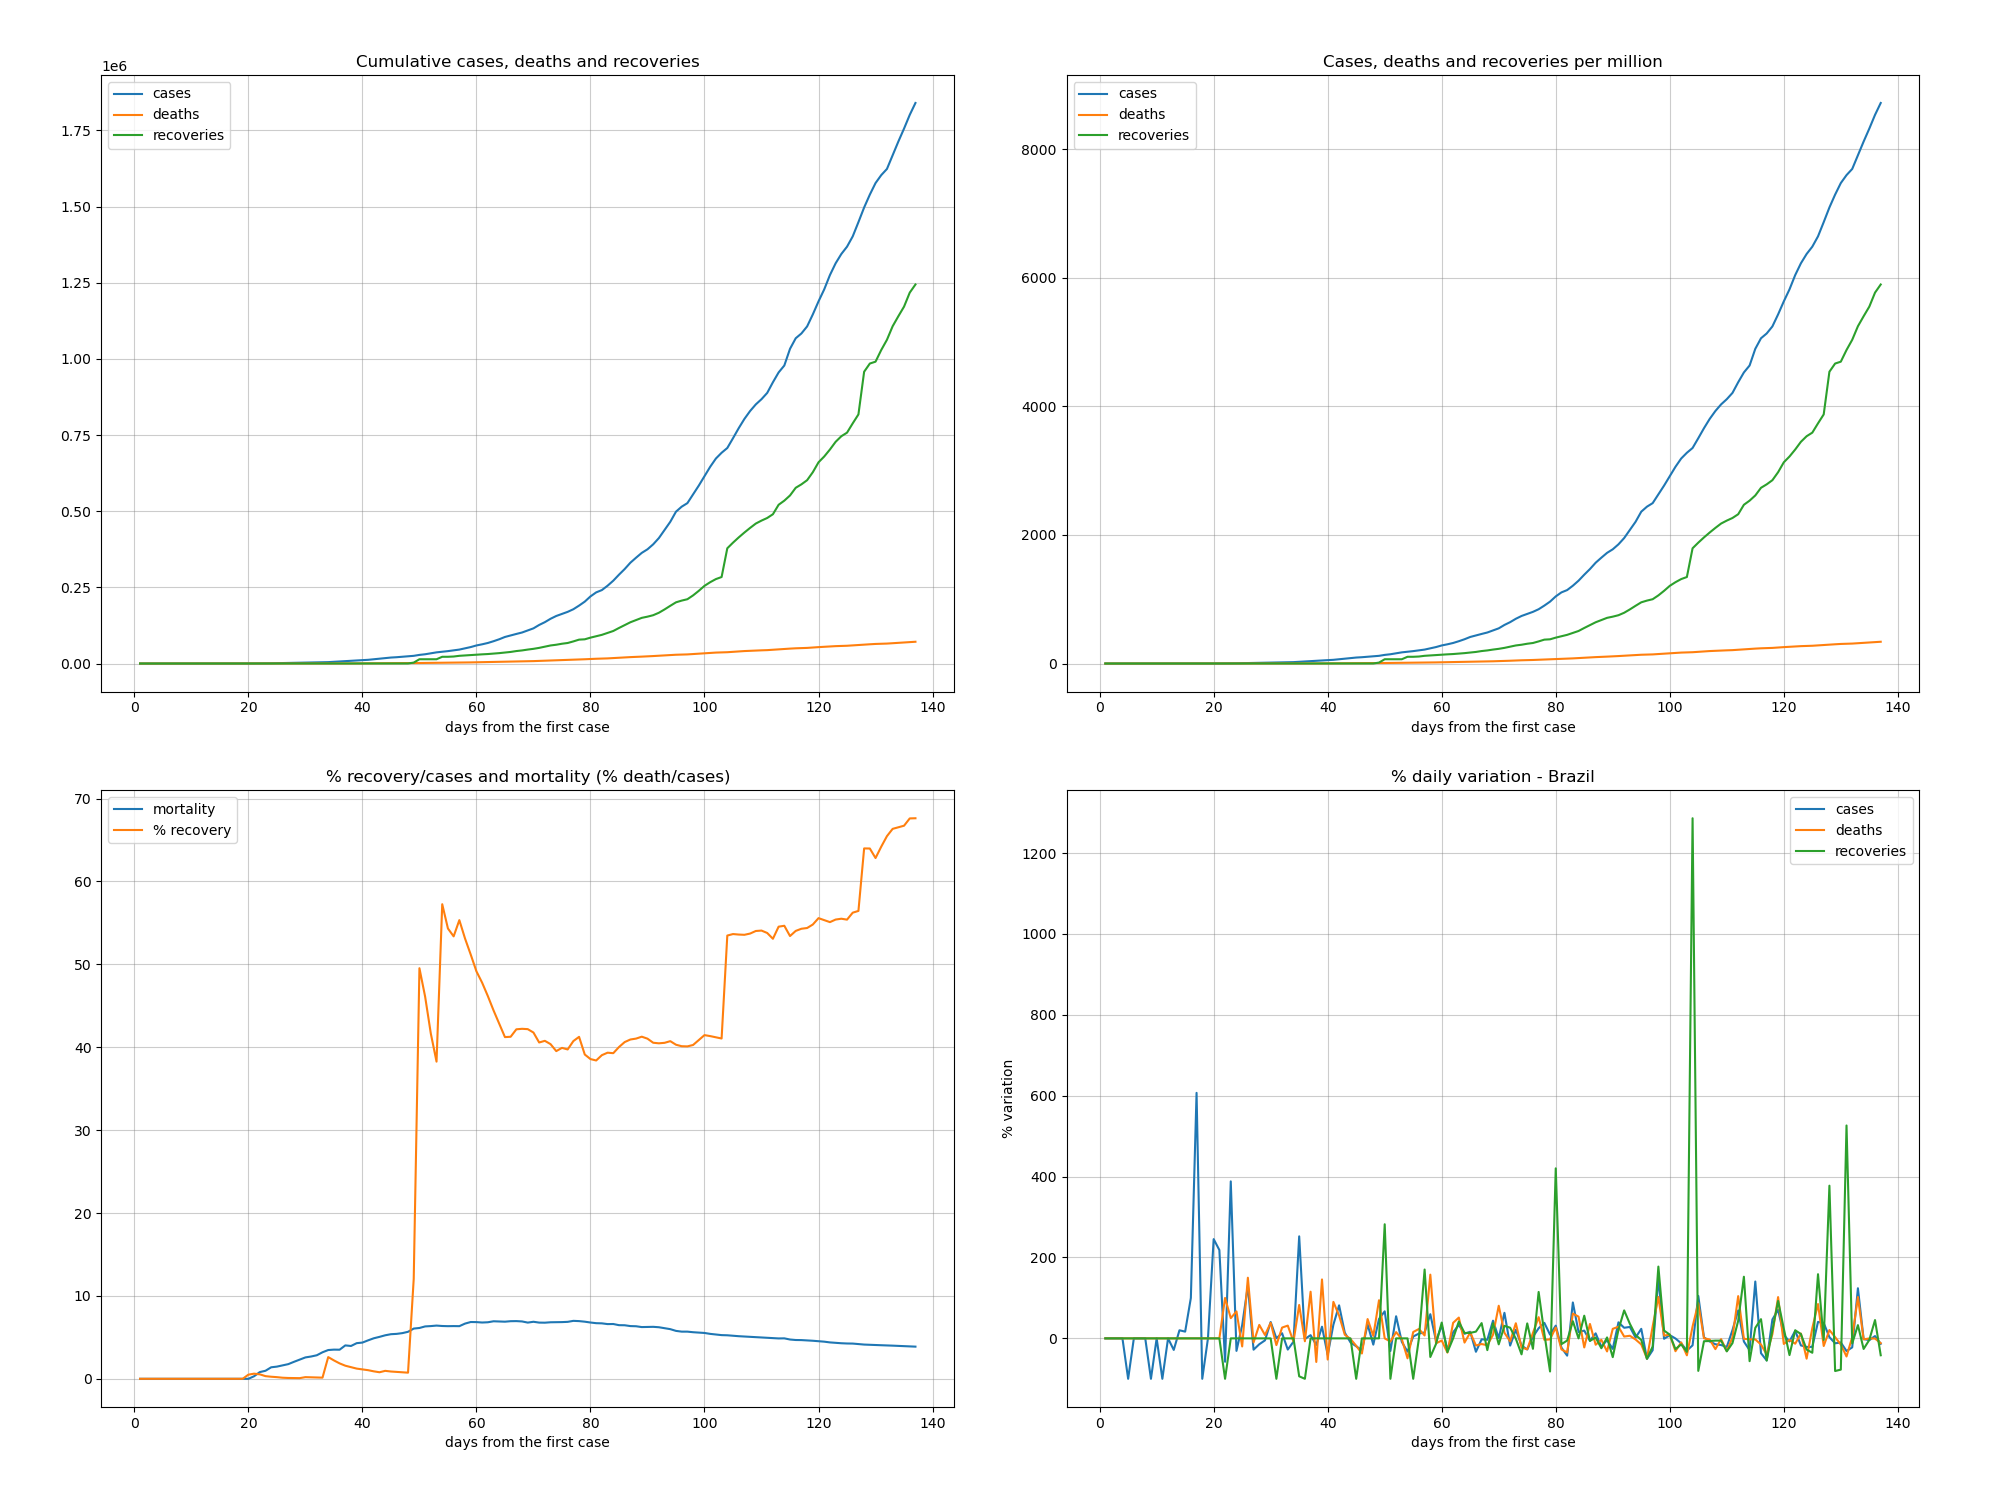 Cumulative cases, deaths and recoveries
1e6
cases
deaths
recoveries
1.75
1.50
1.25
1.00
0.75
0.50
0.25
0.00
0 20 40 60 80 100 120 140
days from the first case
Cases, deaths and recoveries per million
cases
deaths
recoveries
8000
6000
4000
2000
0
0 20 40 60 80 100 120 140
days from the first case
% recovery/cases and mortality (% death/cases)
mortality
% recovery
70
60
50
40
30
20
10
0
0 20 40 60 80 100 120 140
days from the first case
% daily variation - Brazil
cases
deaths
recoveries
% variation
1200
1000
800
600
400
200
0
0 20 40 60 80 100 120 140
days from the first case